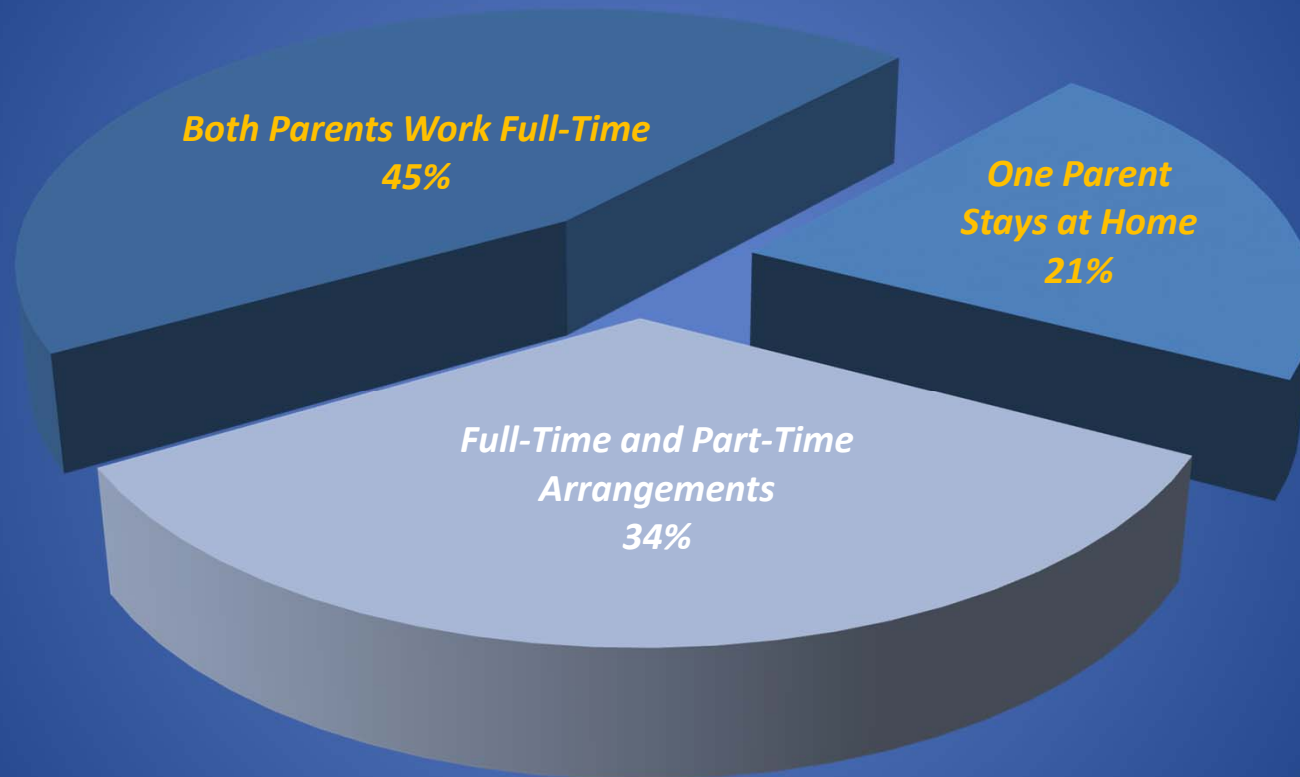 Both Parents Work Full-Time
45%
One Parent
Stays at Home
21%
Full-Time and Part-Time
Arrangements
34%